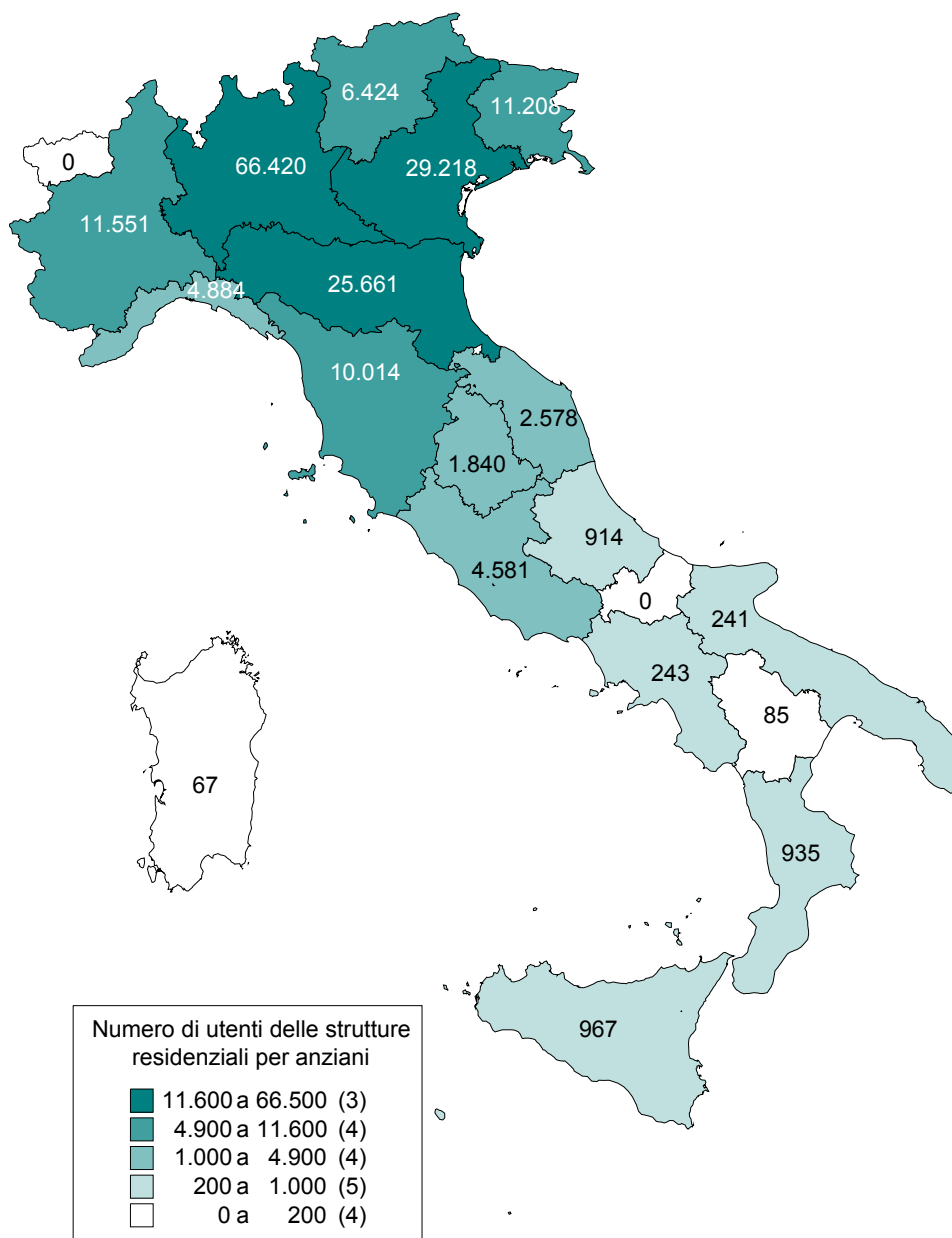 6.424
11.208
0
66.420
29.218
11.551
25.661
4.884
10.014
2.578
1.840
914
4.581
0
241
243
85
67
935
967
Numero di utenti delle strutture
residenziali per anziani
11.600 a 66.500 (3)
4.900 a 11.600 (4)
1.000 a 4.900 (4)
200 a 1.000 (5)
0 a 200 (4)